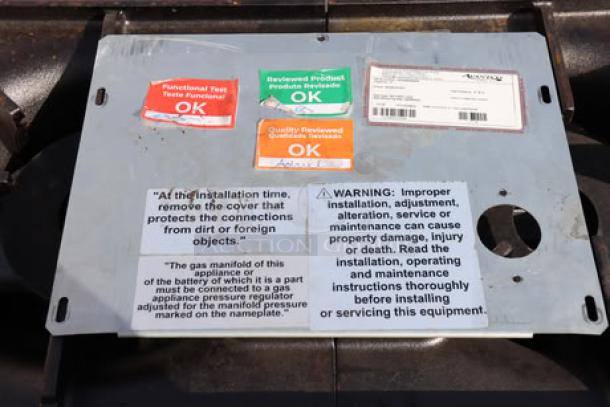 Functional Test
Teste Funcional
OK
Reviewed Product
Produto Revisado
OK
Quality Reviewed
Qualidade Revisado
OK
AVANTCO
"At the installation time,
remove the cover that
protects the connections
from dirt or foreign
objects."
"The gas manifold of this
appliance or
of the battery of which it is a part
must be connected to a gas
appliance pressure regulator
adjusted for the manifold pressure
marked on the nameplate."
WARNING: Improper
installation, adjustment,
alteration, service or
maintenance can cause
property damage, injury
or death. Read the
installation, operating
and maintenance
instructions thoroughly
before installing
or servicing this equipment.
AUCTION